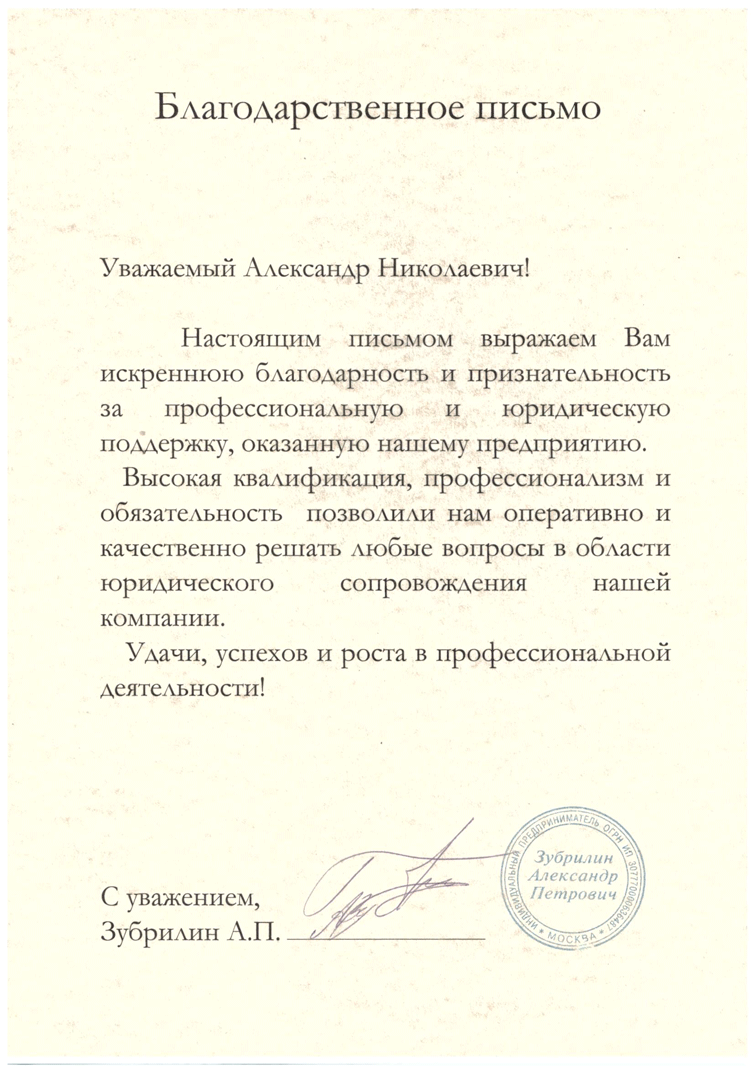 Благодарственное письмо
Уважаемый Александр Николаевич!
Настоящим письмом выражаем Вам
искреннюю благодарность и признательность
за профессиональную и юридическую
поддержку, оказанную нашему предприятию.
Высокая квалификация, профессионализм и
обязательность позволили нам оперативно и
качественно решать любые вопросы в области
юридического сопровождения нашей
компании.
Удачи, успехов и роста в профессиональной
деятельности!
С уважением,
Зубрилин А.П.
ИНДИВИДУАЛЬНЫЙ ПРЕДПРИНИМАТЕЛЬ ОГРН ИП
Зубрилин
Александр
Петрович
* МОСКВА *